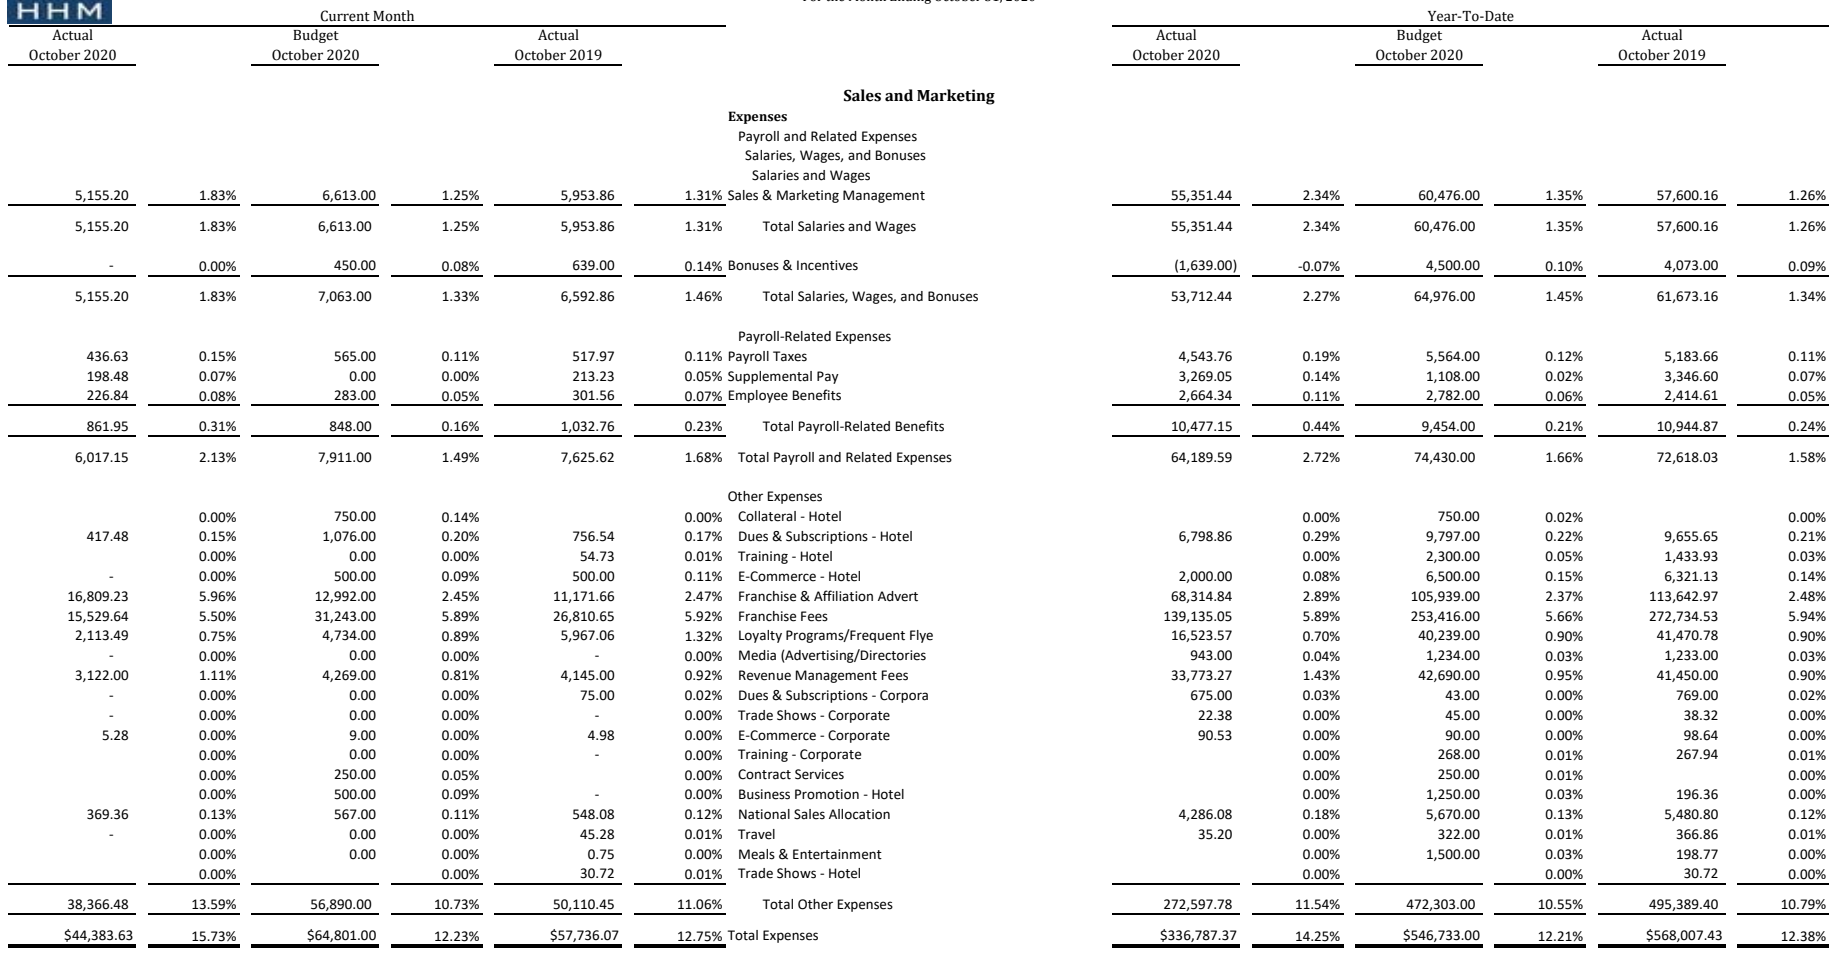 HHM
For the Month Ending October 31, 2020
Current Month Year-To-Date
Actual Budget Actual Actual Budget Actual
October 2020 October 2020 October 2019 October 2020 October 2020 October 2019
Sales and Marketing
Expenses
Payroll and Related Expenses
Salaries, Wages, and Bonuses
Salaries and Wages
5,155.20 1.83% 6,613.00 1.25% 5,953.86 1.31% Sales & Marketing Management 55,351.44 2.34% 60,476.00 1.35% 57,600.16 1.26%
5,155.20 1.83% 6,613.00 1.25% 5,953.86 1.31% Total Salaries and Wages 55,351.44 2.34% 60,476.00 1.35% 57,600.16 1.26%
- 0.00% 450.00 0.08% 639.00 0.14% Bonuses & Incentives (1,639.00) -0.07% 4,500.00 0.10% 4,073.00 0.09%
5,155.20 1.83% 7,063.00 1.33% 6,592.86 1.46% Total Salaries, Wages, and Bonuses 53,712.44 2.27% 64,976.00 1.45% 61,673.16 1.34%
Payroll-Related Expenses
436.63 0.15% 565.00 0.11% 517.97 0.11% Payroll Taxes 4,543.76 0.19% 5,564.00 0.12% 5,183.66 0.11%
198.48 0.07% 0.00 0.00% 213.23 0.05% Supplemental Pay 3,269.05 0.14% 1,108.00 0.02% 3,346.60 0.07%
226.84 0.08% 283.00 0.05% 301.56 0.07% Employee Benefits 2,664.34 0.11% 2,782.00 0.06% 2,414.61 0.05%
861.95 0.31% 848.00 0.16% 1,032.76 0.23% Total Payroll-Related Benefits 10,477.15 0.44% 9,454.00 0.21% 10,944.87 0.24%
6,017.15 2.13% 7,911.00 1.49% 7,625.62 1.68% Total Payroll and Related Expenses 64,189.59 2.72% 74,430.00 1.66% 72,618.03 1.58%
Other Expenses
0.00% 750.00 0.14% 0.00% Collateral - Hotel 0.00% 750.00 0.02% 0.00%
417.48 0.15% 1,076.00 0.20% 756.54 0.17% Dues & Subscriptions - Hotel 6,798.86 0.29% 9,797.00 0.22% 9,655.65 0.21%
0.00% 0.00 0.00% 54.73 0.01% Training - Hotel 0.00% 2,300.00 0.05% 1,433.93 0.03%
- 0.00% 500.00 0.09% 500.00 0.11% E-Commerce - Hotel 2,000.00 0.08% 6,500.00 0.15% 6,321.13 0.14%
16,809.23 5.96% 12,992.00 2.45% 11,171.66 2.47% Franchise & Affiliation Advert 68,314.84 2.89% 105,939.00 2.37% 113,642.97 2.48%
15,529.64 5.50% 31,243.00 5.89% 26,810.65 5.92% Franchise Fees 139,135.05 5.89% 253,416.00 5.66% 272,734.53 5.94%
2,113.49 0.75% 4,734.00 0.89% 5,967.06 1.32% Loyalty Programs/Frequent Flye 16,523.57 0.70% 40,239.00 0.90% 41,470.78 0.90%
- 0.00% 0.00 0.00% - 0.00% Media (Advertising/Directories 943.00 0.04% 1,234.00 0.03% 1,233.00 0.03%
3,122.00 1.11% 4,269.00 0.81% 4,145.00 0.92% Revenue Management Fees 33,773.27 1.43% 42,690.00 0.95% 41,450.00 0.90%
- 0.00% 0.00 0.00% 75.00 0.02% Dues & Subscriptions - Corpora 675.00 0.03% 43.00 0.00% 769.00 0.02%
- 0.00% 0.00 0.00% - 0.00% Trade Shows - Corporate 22.38 0.00% 45.00 0.00% 38.32 0.00%
5.28 0.00% 9.00 0.00% 4.98 0.00% E-Commerce - Corporate 90.53 0.00% 90.00 0.00% 98.64 0.00%
0.00% 0.00 0.00% - 0.00% Training - Corporate 0.00% 268.00 0.01% 267.94 0.01%
0.00% 250.00 0.05% 0.00% Contract Services 0.00% 250.00 0.01% 0.00%
0.00% 500.00 0.09% - 0.00% Business Promotion - Hotel 0.00% 1,250.00 0.03% 196.36 0.00%
369.36 0.13% 567.00 0.11% 548.08 0.12% National Sales Allocation 4,286.08 0.18% 5,670.00 0.13% 5,480.80 0.12%
- 0.00% 0.00 0.00% 45.28 0.01% Travel 35.20 0.00% 322.00 0.01% 366.86 0.01%
0.00% 0.00 0.00% 0.75 0.00% Meals & Entertainment 0.00% 1,500.00 0.03% 198.77 0.00%
0.00% 0.00% 30.72 0.01% Trade Shows - Hotel 0.00% 0.00% 30.72 0.00%
38,366.48 13.59% 56,890.00 10.73% 50,110.45 11.06% Total Other Expenses 272,597.78 11.54% 472,303.00 10.55% 495,389.40 10.79%
$44,383.63 15.73% $64,801.00 12.23% $57,736.07 12.75% Total Expenses $336,787.37 14.25% $546,733.00 12.21% $568,007.43 12.38%